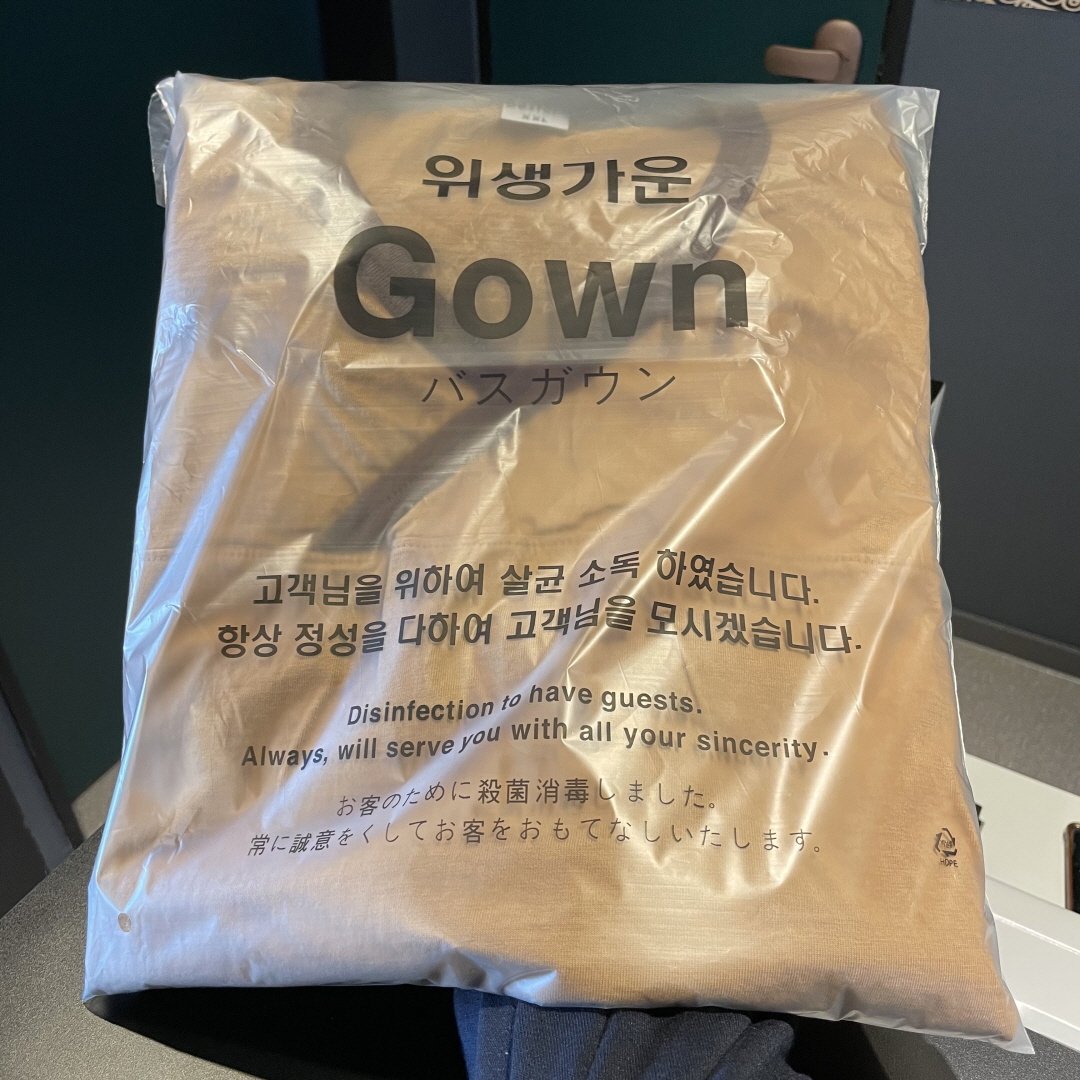 위생가운
Gown
バスガウン
고객님을 위하여 살균 소독 하였습니다.
항상 정성을 다하여 고객님을 모시겠습니다.
Disinfection to have guests.
Always, will serve you with all your sincerity.
お客のために殺菌消毒しました。
常に誠意をくしてお客をおもてなしいたします。
HDPE